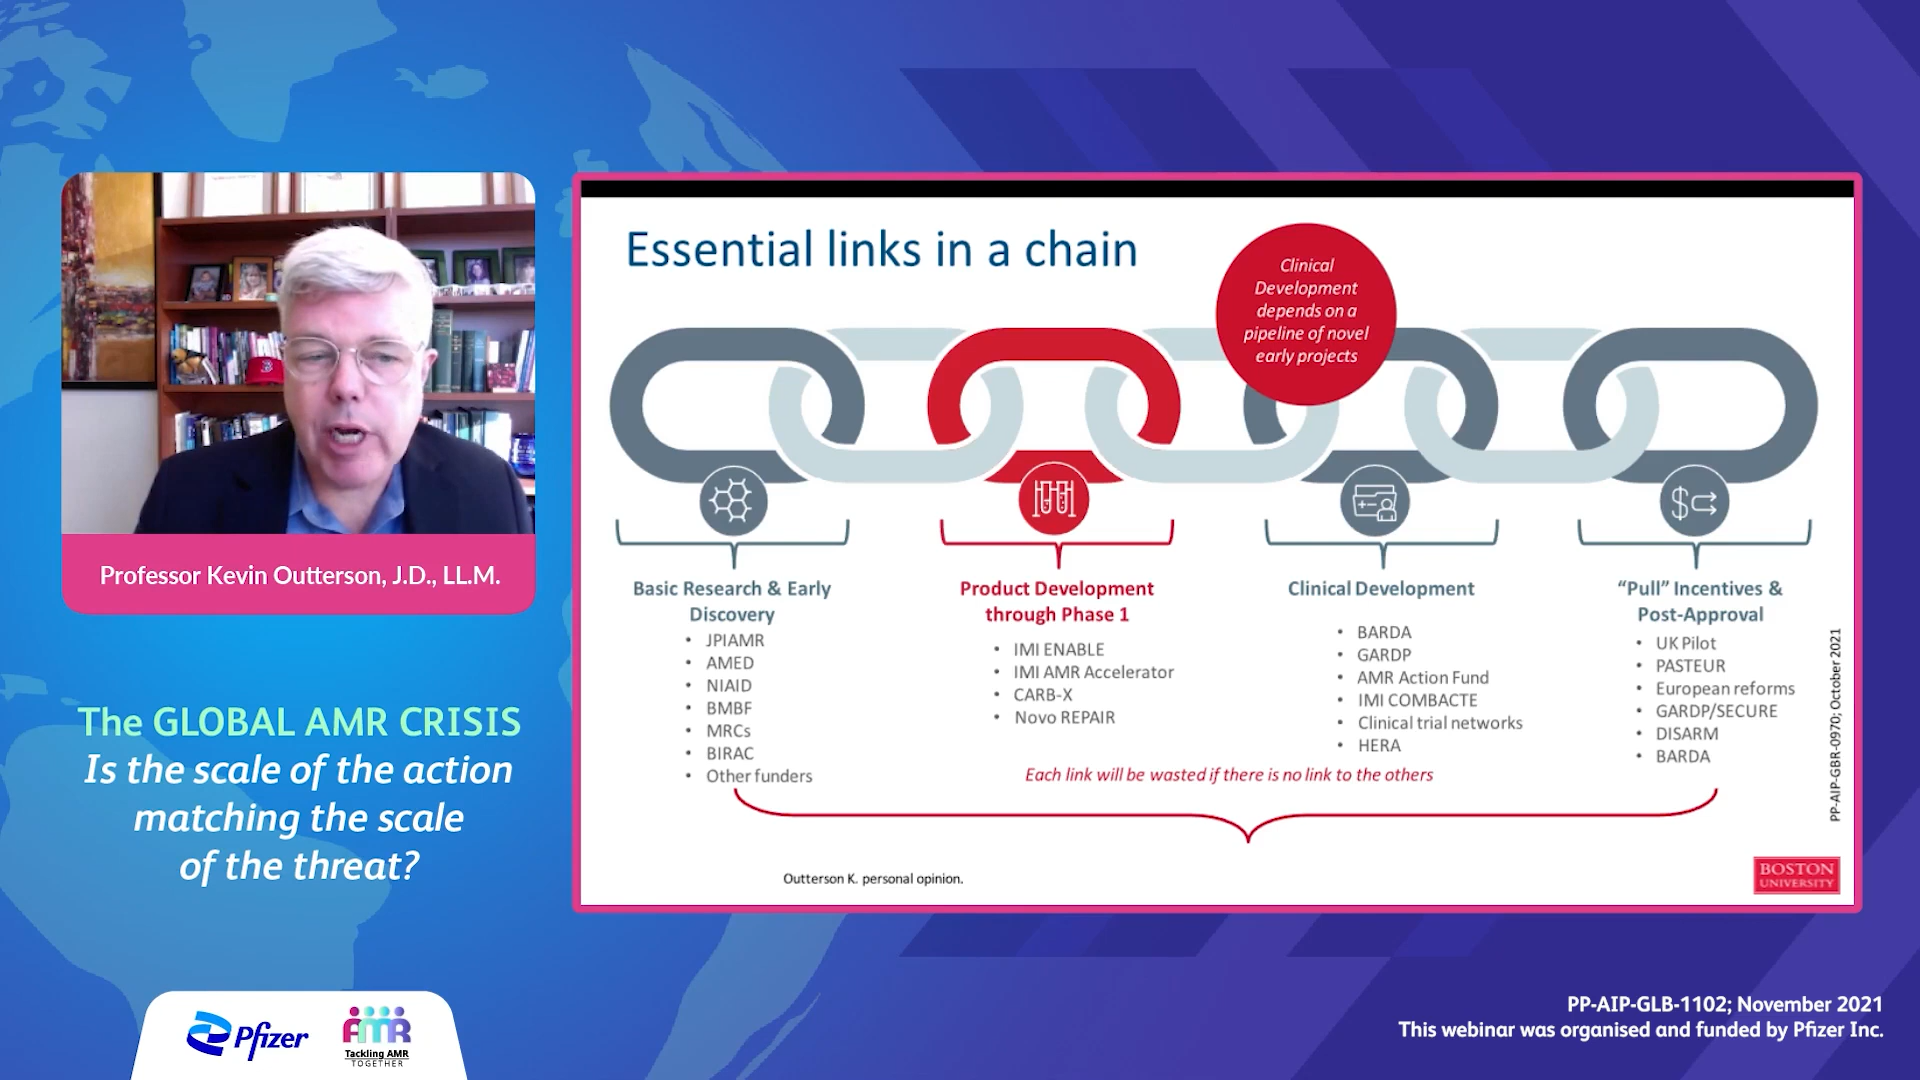 Professor Kevin Outterson, J.D., LL.M.
The GLOBAL AMR CRISIS
Is the scale of the action
matching the scale
of the threat?
Pfizer
AMR
Tackling AMR
TOGETHER
Essential links in a chain
Clinical
Development
depends on a
pipeline of novel
early projects
Basic Research & Early
Discovery
• JPIAMR
• AMED
• NIAID
• BMBF
• MRCs
• BIRAC
• Other funders
Product Development
through Phase 1
• IMI ENABLE
• IMI AMR Accelerator
• CARB-X
• Novo REPAIR
Clinical Development
• BARDA
• GARDP
• AMR Action Fund
• IMI COMBACTE
• Clinical trial networks
• HERA
“Pull” Incentives &
Post-Approval
• UK Pilot
• PASTEUR
• European reforms
• GARDP/SECURE
• DISARM
• BARDA
Each link will be wasted if there is no link to the others
Outterson K. personal opinion.
PP-AIP-GBR-0970; October 2021
BOSTON
UNIVERSITY
PP-AIP-GLB-1102; November 2021
This webinar was organised and funded by Pfizer Inc.